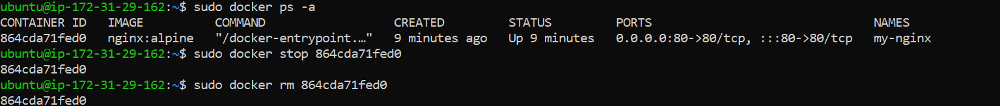 ubuntu@ip-172-31-29-162:~$ sudo docker ps -a
CONTAINER ID   IMAGE          COMMAND                  CREATED         STATUS         PORTS                               NAMES
864cda71fed0   nginx:alpine   "/docker-entrypoint.…"   9 minutes ago   Up 9 minutes   0.0.0.0:80->80/tcp, :::80->80/tcp   my-nginx
ubuntu@ip-172-31-29-162:~$ sudo docker stop 864cda71fed0
864cda71fed0
ubuntu@ip-172-31-29-162:~$ sudo docker rm 864cda71fed0
864cda71fed0